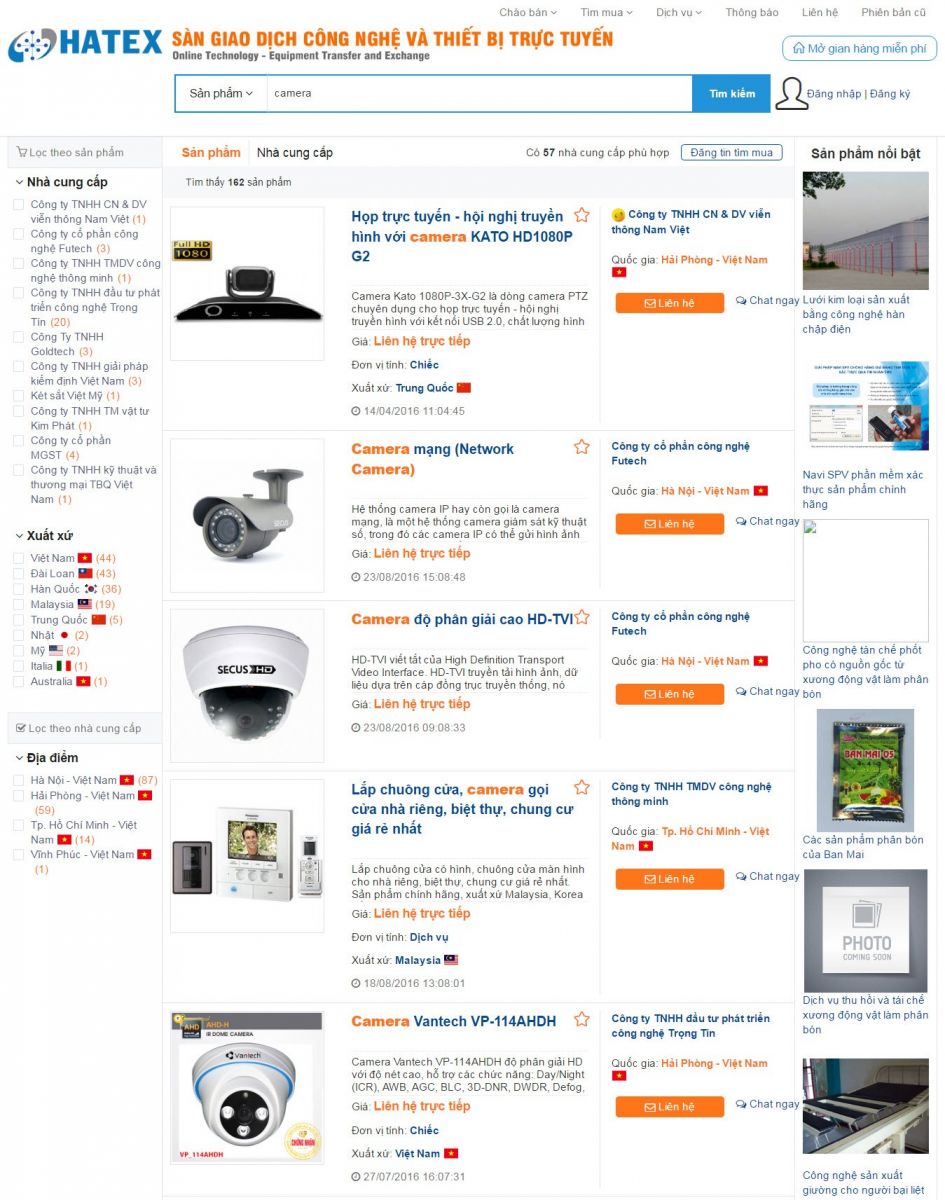 Chào bán
Tìm mua
Dịch vụ
Thông báo
Liên hệ
Phiên bản cũ
HATEX
SÀN GIAO DỊCH CÔNG NGHỆ VÀ THIẾT BỊ TRỰC TUYẾN
Online Technology - Equipment Transfer and Exchange
Mở gian hàng miễn phí
Sản phẩm
camera
Tìm kiếm
Đăng nhập | Đăng ký
Lọc theo sản phẩm
Nhà cung cấp
Công ty TNHH CN & DV
viễn thông Nam Việt (1)
Công ty cổ phần công
nghệ Futech (3)
Công ty TNHH TMDV công
nghệ thông minh (1)
Công ty TNHH đầu tư phát
triển công nghệ Trọng
Tín (20)
Công Ty TNHH
Goldtech (3)
Công ty TNHH giải pháp
kiểm định Việt Nam (3)
Két sắt Việt Mỹ (1)
Công ty TNHH TM vật tư
Kim Phát (1)
Công ty cổ phần
MGST (4)
Công ty TNHH kỹ thuật và
thương mại TBQ Việt
Nam (1)
Xuất xứ
Việt Nam (44)
Đài Loan (43)
Hàn Quốc (36)
Malaysia (19)
Trung Quốc (5)
Nhật (2)
Mỹ (2)
Italia (1)
Australia (1)
Lọc theo nhà cung cấp
Địa điểm
Hà Nội - Việt Nam (87)
Hải Phòng - Việt Nam
(59)
Tp. Hồ Chí Minh - Việt
Nam (14)
Vĩnh Phúc - Việt Nam
(1)
Sản phẩm
Nhà cung cấp
Có 57 nhà cung cấp phù hợp
Đăng tin tìm mua
Tìm thấy 162 sản phẩm
Full HD
1080
Họp trực tuyến - hội nghị truyền
hình với camera KATO HD1080P
G2
Camera Kato 1080P-3X-G2 là dòng camera PTZ
chuyên dụng cho họp trực tuyến - hội nghị
truyền hình với kết nối USB 2.0, chất lượng hình
Giá: Liên hệ trực tiếp
Đơn vị tính: Chiếc
Xuất xứ: Trung Quốc
14/04/2016 11:04:45
Công ty TNHH CN & DV viễn
thông Nam Việt
Quốc gia: Hải Phòng - Việt Nam
Liên hệ
Chat ngay
SECUS
Camera mạng (Network
Camera)
Hệ thống camera IP hay còn gọi là camera
mạng, là một hệ thống camera giám sát kỹ thuật
số, trong đó các camera IP có thể gửi hình ảnh
Giá: Liên hệ trực tiếp
23/08/2016 15:08:48
Công ty cổ phần công nghệ
Futech
Quốc gia: Hà Nội - Việt Nam
Liên hệ
Chat ngay
SECUS HD
Camera độ phân giải cao HD-TVI
HD-TVI viết tắt của High Definition Transport
Video Interface. HD-TVI truyền tải hình ảnh, dữ
liệu dựa trên cáp đồng trục truyền thống, nó
Giá: Liên hệ trực tiếp
23/08/2016 09:08:33
Công ty cổ phần công nghệ
Futech
Quốc gia: Hà Nội - Việt Nam
Liên hệ
Chat ngay
Lắp chuông cửa, camera gọi
cửa nhà riêng, biệt thự, chung cư
giá rẻ nhất
Lắp chuông cửa có hình, chuông cửa màn hình
cho nhà riêng, biệt thự, chung cư giá rẻ nhất.
Sản phẩm chính hãng, xuất xứ Malaysia, Korea
Giá: Liên hệ trực tiếp
Đơn vị tính: Dịch vụ
Xuất xứ: Malaysia
18/08/2016 13:08:01
Công ty TNHH TMDV công nghệ
thông minh
Quốc gia: Tp. Hồ Chí Minh - Việt
Nam
Liên hệ
Chat ngay
AHD
AHD-H
IR DOME CAMERA
Vantech
CHỨNG NHẬN
VP_114AHDH
Camera Vantech VP-114AHDH
Camera Vantech VP-114AHDH độ phân giải HD
với độ nét cao, hỗ trợ các chức năng: Day/Night
(ICR), AWB, AGC, BLC, 3D-DNR, DWDR, Defog,
Giá: Liên hệ trực tiếp
Đơn vị tính: Chiếc
Xuất xứ: Việt Nam
27/07/2016 16:07:31
Công ty TNHH đầu tư phát triển
công nghệ Trọng Tín
Quốc gia: Hải Phòng - Việt Nam
Liên hệ
Chat ngay
Sản phẩm nổi bật
Lưới kim loại sản xuất
bằng công nghệ hàn
chập điện
Navi SPV phần mềm xác
thực sản phẩm chính
hãng
Công nghệ tàn chế phốt
pho có nguồn gốc từ
xương động vật làm phân
bón
BAN MAI 05
Các sản phẩm phân bón
của Ban Mai
PHOTO
COMING SOON
Dịch vụ thu hồi và tái chế
xương động vật làm phân
bón
Công nghệ sản xuất
giường cho người bại liệt